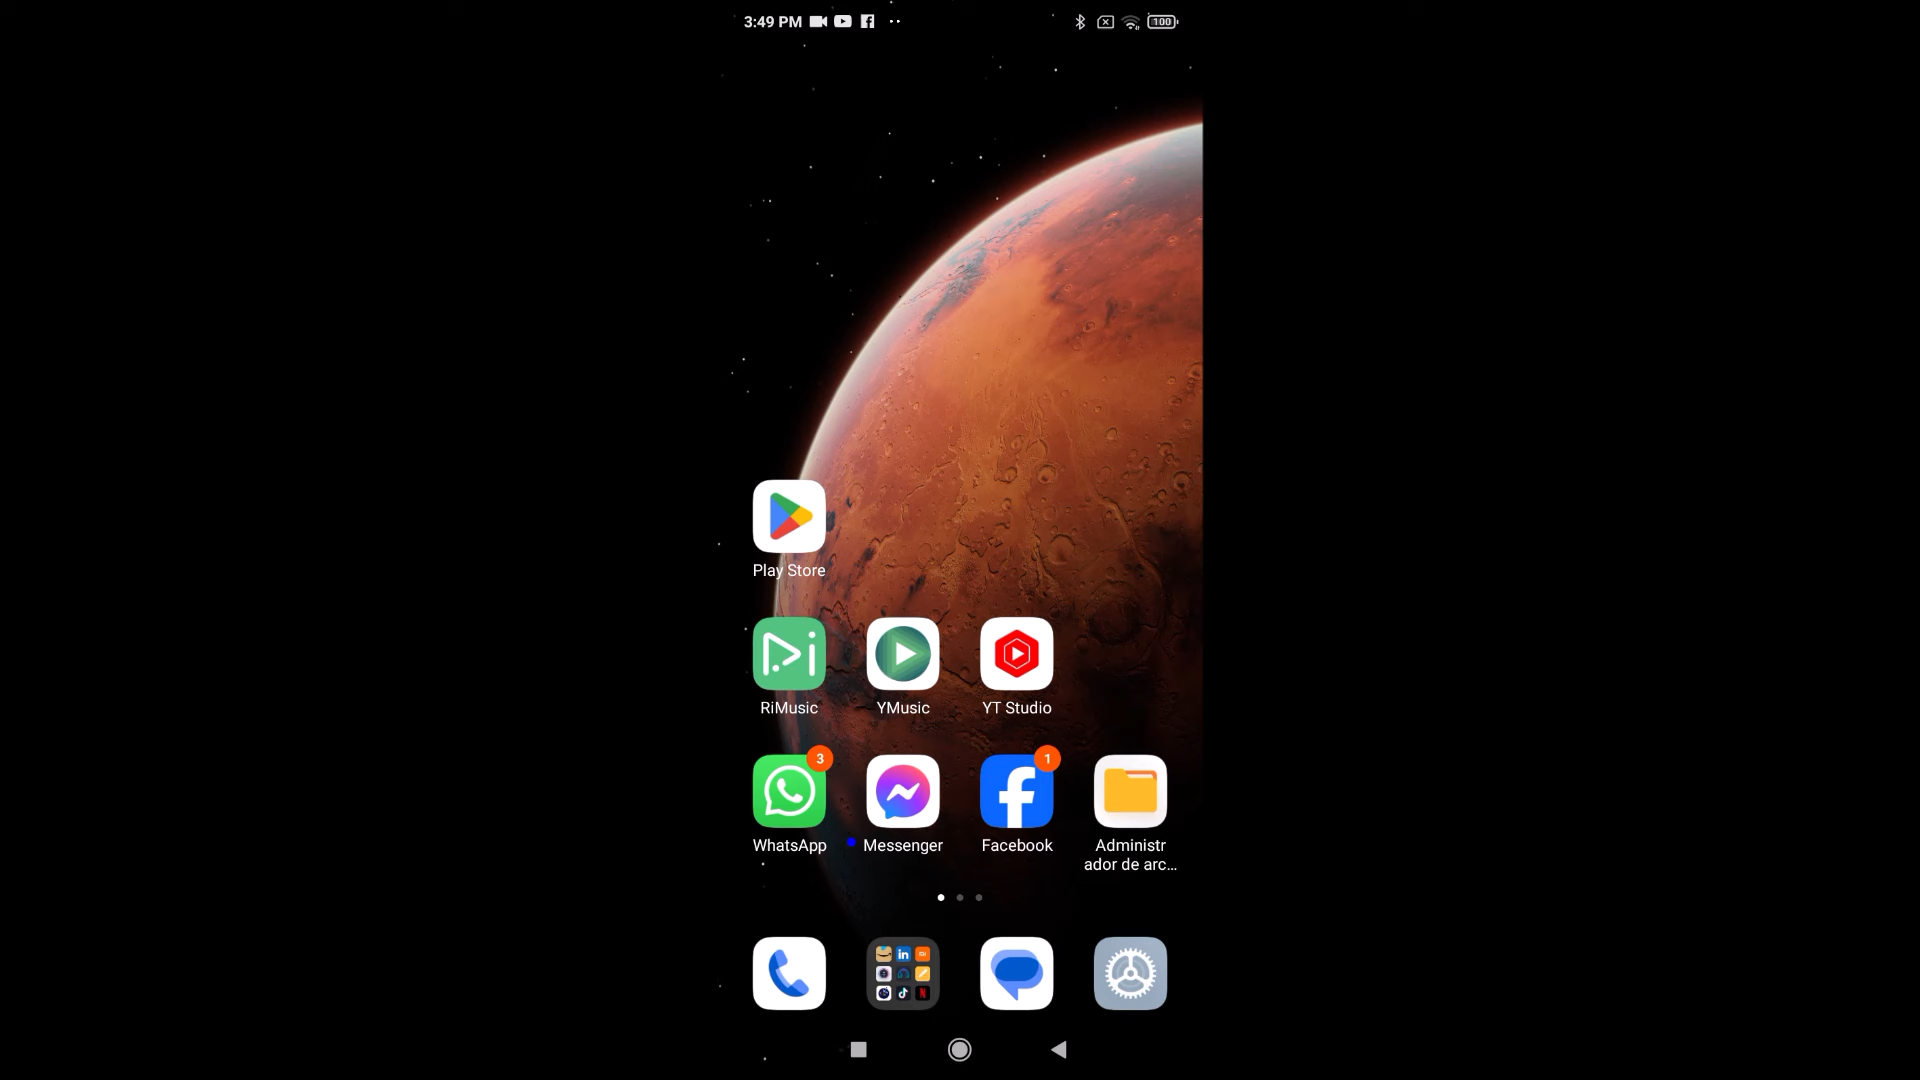 3:49 PM
100
Play Store
RiMusic YMusic YT Studio
3 1
WhatsApp Messenger Facebook Administr
ador de arc...